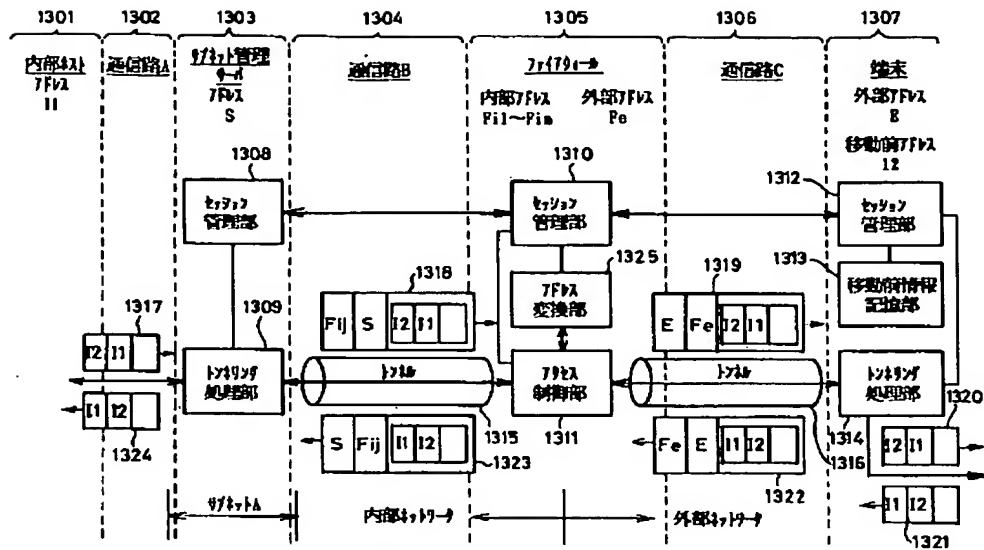 1301 1302 1303 1304 1305 1306 1307
内部ホスト
アドレス
I1
通信路A
サブネット管理
サーバ
アドレス
S
通信路B
ファイアウォール
内部アドレス 外部アドレス
Fi1～Fim Fe
通信路C
端末
外部アドレス
E
移動前アドレス
I2
1308
セッション
管理部
1310
セッション
管理部
1312
セッション
管理部
1313
移動前情報
記憶部
1325
アドレス
変換部
1318
Fij S I2 I1
1319
E Fe I2 I1
1317
I2 I1
1309
トンネリング
処理部
トンネル
アクセス
制御部
トンネル
トンネリング
処理部
I1 I2
1324
1315
1311
1314
1316
1320
S Fij I1 I2
1323
Fe E I1 I2
1322
I2 I1
I1 I2
1321
サブネットA
内部ネットワーク
外部ネットワーク